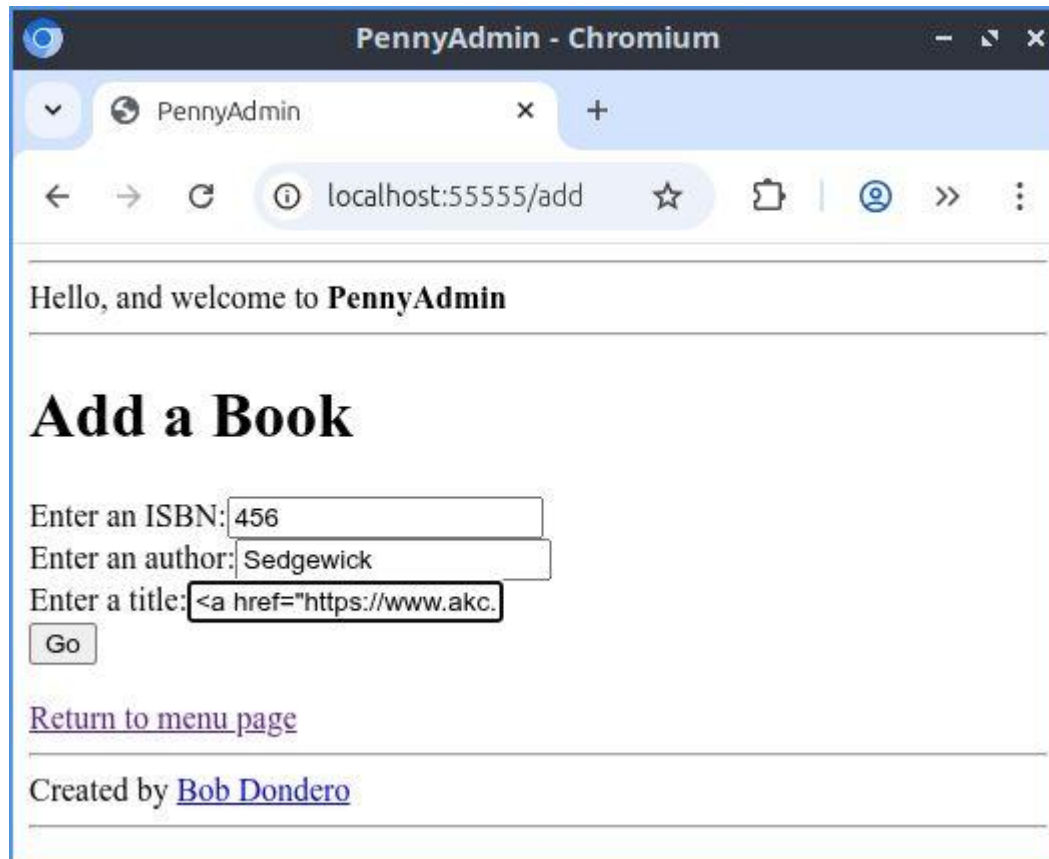 PennyAdmin - Chromium
PennyAdmin
localhost:55555/add
Hello, and welcome to PennyAdmin
Add a Book
Enter an ISBN: 456
Enter an author: Sedgewick
Enter a title: <a href="https://www.akc.
Go
Return to menu page
Created by Bob Dondero